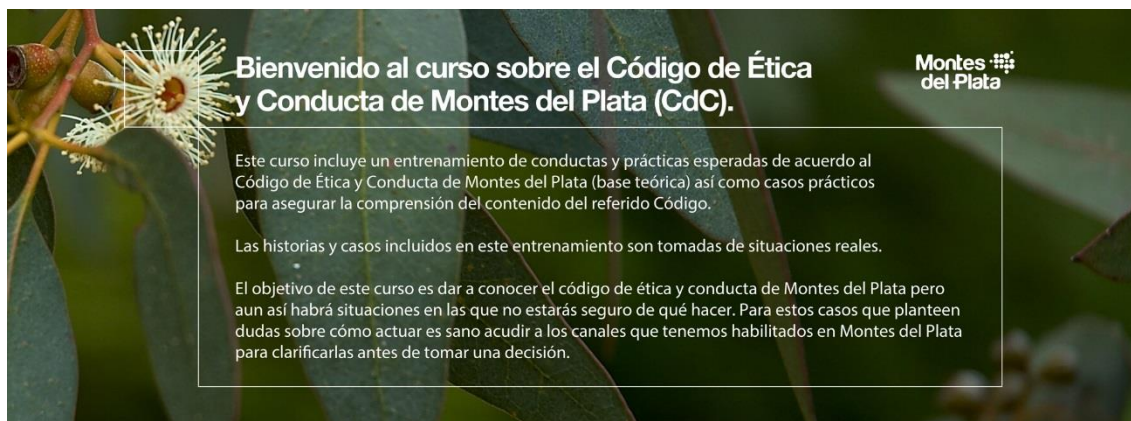 Bienvenido al curso sobre el Código de Ética
y Conducta de Montes del Plata (CdC).
Montes
del Plata
Este curso incluye un entrenamiento de conductas y prácticas esperadas de acuerdo al
Código de Ética y Conducta de Montes del Plata (base teórica) así como casos prácticos
para asegurar la comprensión del contenido del referido Código.
Las historias y casos incluidos en este entrenamiento son tomadas de situaciones reales.
El objetivo de este curso es dar a conocer el código de ética y conducta de Montes del Plata pero
aun así habrá situaciones en las que no estarás seguro de qué hacer. Para estos casos que planteen
dudas sobre cómo actuar es sano acudir a los canales que tenemos habilitados en Montes del Plata
para clarificarlas antes de tomar una decisión.